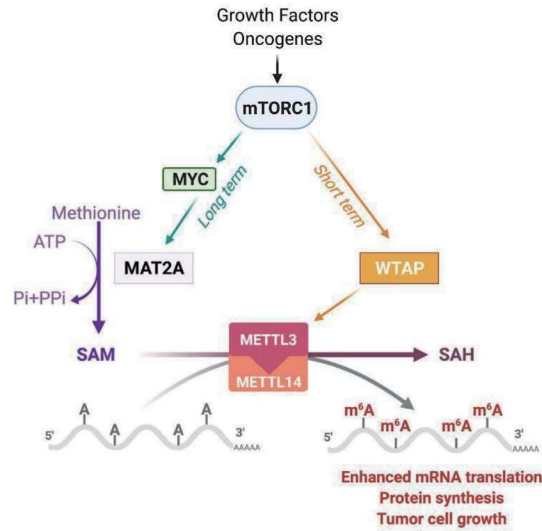 Growth Factors
Oncogenes
mTORC1
MYC
Long term
Short term
Methionine
ATP
MAT2A
WTAP
Pi+PPi
SAM
METTL3
METTL14
SAH
A
A
A
A
5'
3'
AAAAA
m⁶A
m⁶A
m⁶A
m⁶A
5'
3'
AAAAA
Enhanced mRNA translation
Protein synthesis
Tumor cell growth